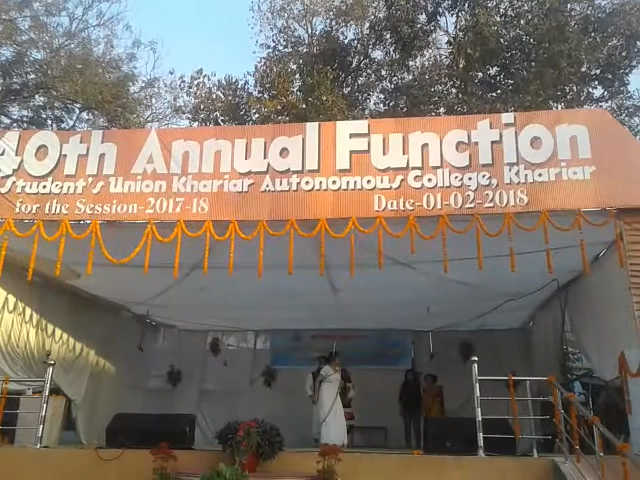 40th Annual Function
Student's Union Khariar Autonomous College, Khariar
for the Session-2017-18 Date-01-02-2018